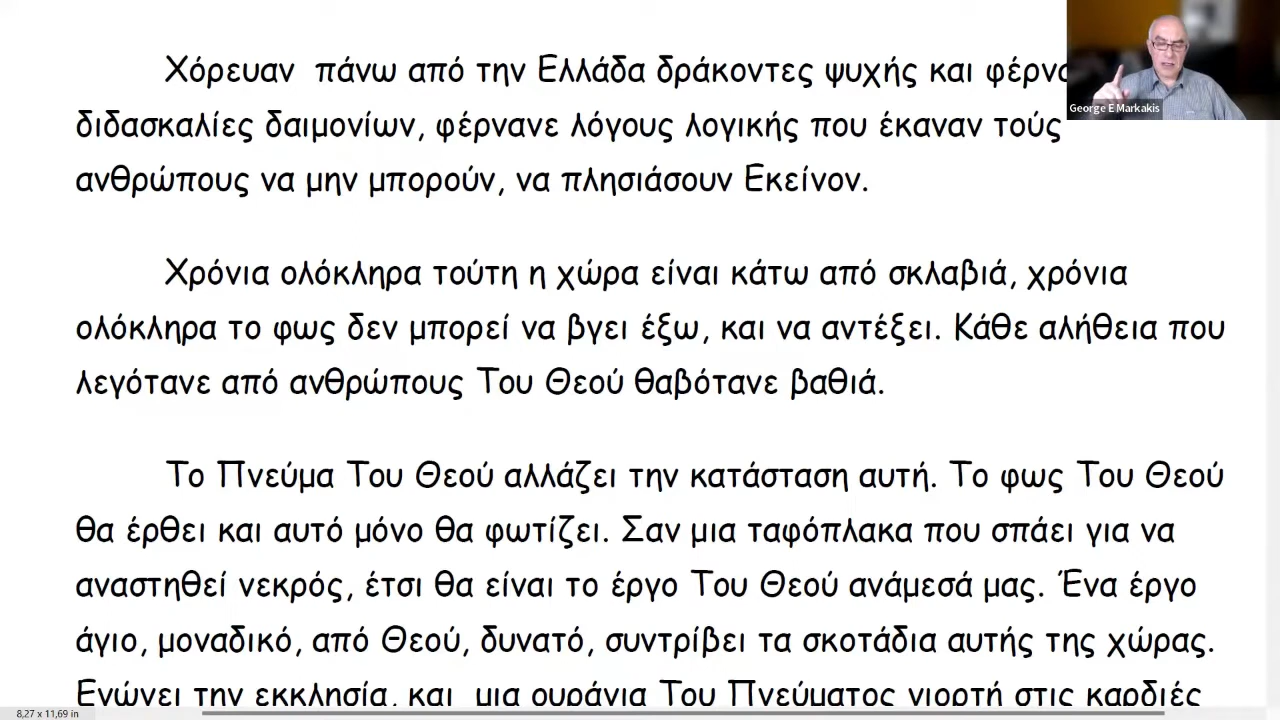 Χόρευαν πάνω από την Ελλάδα δράκοντες ψυχής και
George E Markakis
διδασκαλίες δαιμονίων, φέρνανε λόγους λογικής που έκαναν τούς
ανθρώπους να μην μπορούν, να πλησιάσουν Εκείνον.
Χρόνια ολόκληρα τούτη η χώρα είναι κάτω από σκλαβιά, χρόνια
ολόκληρα το φως δεν μπορεί να βγει έξω, και να αντέξει. Κάθε αλήθεια που
λεγότανε από ανθρώπους Του Θεού θαβότανε βαθιά.
Το Πνεύμα Του Θεού αλλάζει την κατάσταση αυτή. Το φως Του Θεού
θα έρθει και αυτό μόνο θα φωτίζει. Σαν μια ταφόπλακα που σπάει για να
αναστηθεί νεκρός, έτσι θα είναι το έργο Του Θεού ανάμεσά μας. Ένα έργο
άγιο, μοναδικό, από Θεού, δυνατό, συντρίβει τα σκοτάδια αυτής της χώρας.
Ενώνει την εκκλησία, και μια ουράνια Του Πνεύματος γιορτή στις καρδιές
8,27 x 11,69 in